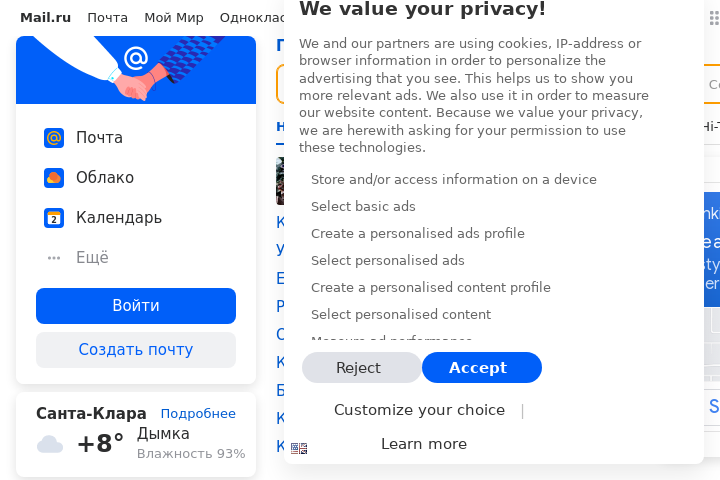 Mail.ru Почта Мой Мир
We value your privacy!
We and our partners are using cookies, IP-address or
browser information in order to personalize the
advertising that you see. This helps us to show you
more relevant ads. We also use it in order to measure
our website content. Because we value your privacy,
we are herewith asking for your permission to use
these technologies.
Store and/or access information on a device
Select basic ads
Create a personalised ads profile
Select personalised ads
Create a personalised content profile
Select personalised content
Measure ad performance
Reject
Accept
Customize your choice |
Learn more
Почта
Облако
2
Календарь
Ещё
Войти
Создать почту
Санта-Клара Подробнее
+8°
Дымка
Влажность 93%